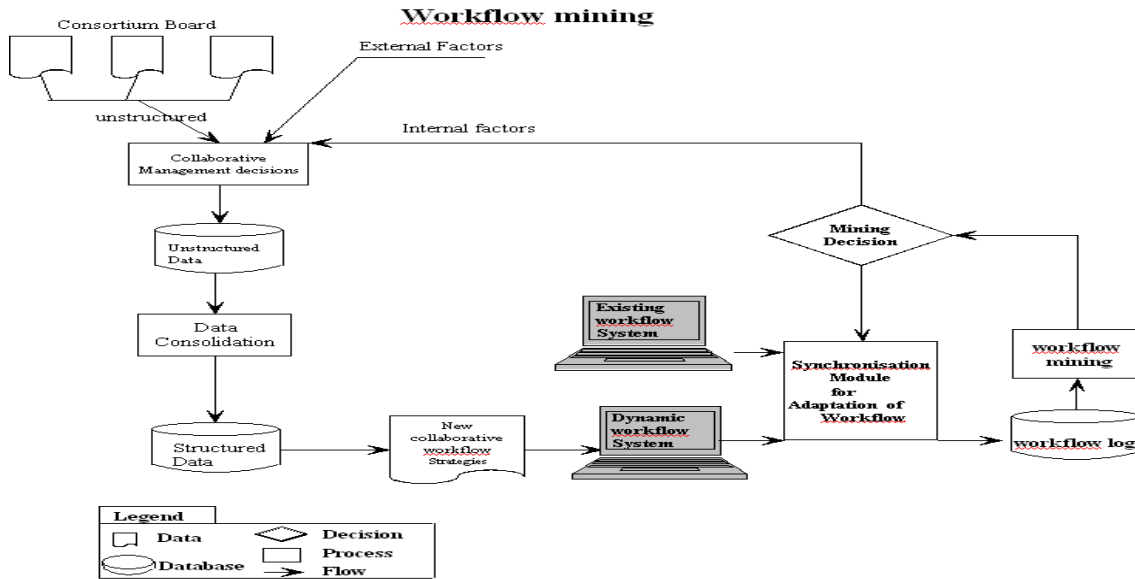 Workflow mining
Consortium Board
External Factors
unstructured
Internal factors
Collaborative
Management decisions
Mining
Decision
Unstructured
Data
Existing
workflow
System
Data
Consolidation
workflow
mining
Synchronisation
Module
for
Adaptation of
Workflow
New
collaborative
workflow
Strategies
Dynamic
workflow
System
Structured
Data
workflow log
Legend
Data
Decision
Process
Database
Flow